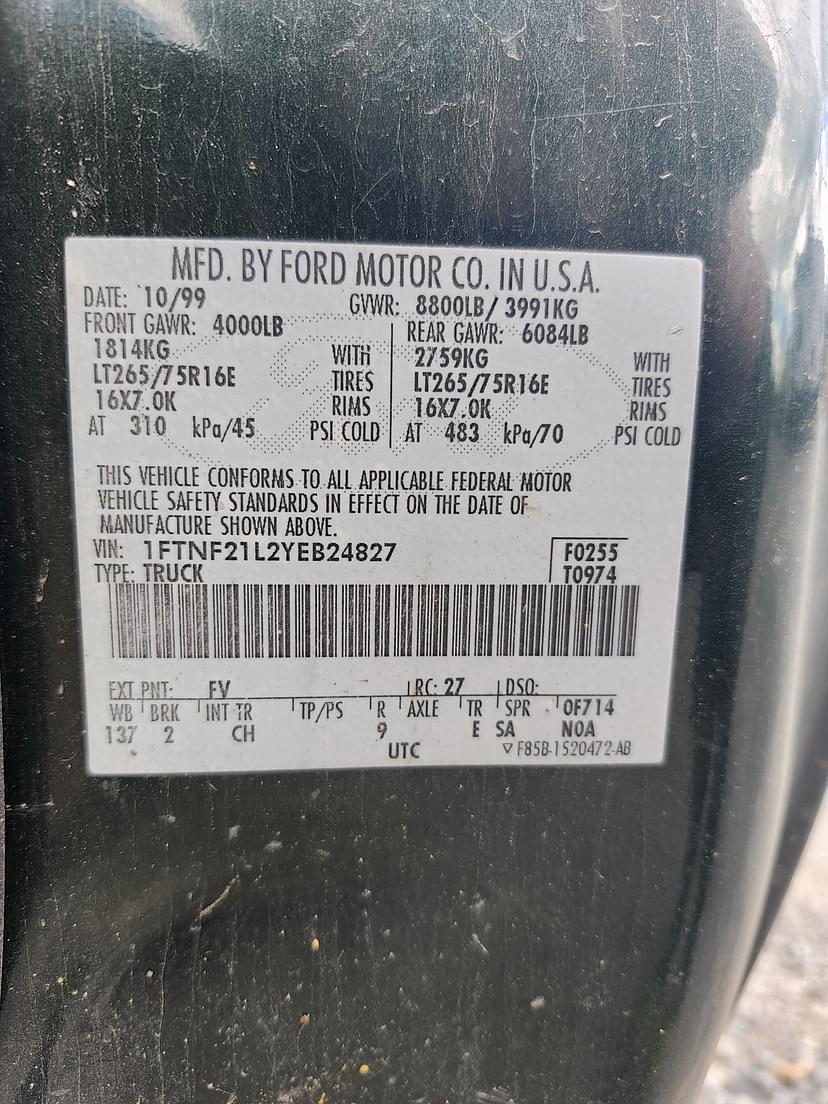 MFD. BY FORD MOTOR CO. IN U.S.A.
DATE: 10/99 GVWR: 8800LB/ 3991KG
FRONT GAWR: 4000LB REAR GAWR: 6084LB
1814KG WITH 2759KG WITH
LT265/75R16E TIRES LT265/75R16E TIRES
16X7.0K RIMS 16X7.0K RIMS
AT 310 kPa/45 PSI COLD AT 483 kPa/70 PSI COLD
THIS VEHICLE CONFORMS TO ALL APPLICABLE FEDERAL MOTOR
VEHICLE SAFETY STANDARDS IN EFFECT ON THE DATE OF
MANUFACTURE SHOWN ABOVE.
VIN: 1FTNF21L2YEB24827 F0255
TYPE: TRUCK T0974
EXT PNT: FV RC: 27 DSO:
WB BRK INT TR TP/PS R AXLE TR SPR 0F714
137 2 CH 9 E SA N0A
UTC ▽F85B-1520472-AB